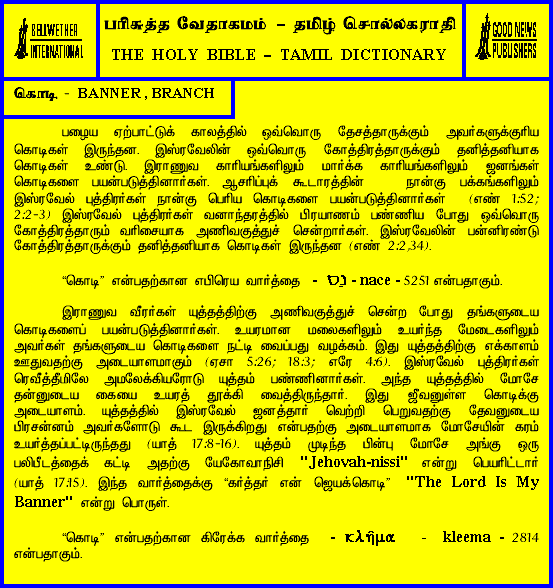 BELLWETHER
INTERNATIONAL
பரிசுத்த வேதாகமம் - தமிழ் சொல்லகராதி
THE HOLY BIBLE - TAMIL DICTIONARY
GOOD NEWS
PUBLISHERS
கொடி - BANNER, BRANCH
பழைய ஏற்பாட்டுக் காலத்தில் ஒவ்வொரு தேசத்தாருக்கும் அவர்களுக்குரிய
கொடிகள் இருந்தன. இஸ்ரவேலின் ஒவ்வொரு கோத்திரத்தாருக்கும் தனித்தனியாக
கொடிகள் உண்டு. இராணுவ காரியங்களிலும் மார்க்க காரியங்களிலும் ஜனங்கள்
கொடிகளை பயன்படுத்தினார்கள். ஆசரிப்புக் கூடாரத்தின் நான்கு பக்கங்களிலும்
இஸ்ரவேல் புத்திரர்கள் நான்கு பெரிய கொடிகளை பயன்படுத்தினார்கள் (எண் 1:52;
2:2-3) இஸ்ரவேல் புத்திரர்கள் வனாந்தரத்தில் பிரயாணம் பண்ணிய போது ஒவ்வொரு
கோத்திரத்தாரும் வரிசையாக அணிவகுத்துச் சென்றார்கள். இஸ்ரவேலின் பன்னிரண்டு
கோத்திரத்தாருக்கும் தனித்தனியாக கொடிகள் இருந்தன (எண் 2:2,34).
“கொடி” என்பதற்கான எபிரெய வார்த்தை - נֵס - nace - 5251 என்பதாகும்.
இராணுவ வீரர்கள் யுத்தத்திற்கு அணிவகுத்துச் சென்ற போது தங்களுடைய
கொடிகளைப் பயன்படுத்தினார்கள். உயரமான மலைகளிலும் உயர்ந்த மேடைகளிலும்
அவர்கள் தங்களுடைய கொடிகளை நட்டி வைப்பது வழக்கம். இது யுத்தத்திற்கு எக்காளம்
ஊதுவதற்கு அடையாளமாகும் (ஏசா 5:26; 18:3; எரே 4:6). இஸ்ரவேல் புத்திரர்கள்
ரெவீத்தீமிலே அமலேக்கியரோடு யுத்தம் பண்ணினார்கள். அந்த யுத்தத்தில் மோசே
தன்னுடைய கையை உயரத் தூக்கி வைத்திருந்தார். இது ஜீவனுள்ள கொடிக்கு
அடையாளம். யுத்தத்தில் இஸ்ரவேல் ஜனத்தார் வெற்றி பெறுவதற்கு தேவனுடைய
பிரசன்னம் அவர்களோடு கூட இருக்கிறது என்பதற்கு அடையாளமாக மோசேயின் கரம்
உயர்த்தப்பட்டிருந்தது (யாத் 17:8-16). யுத்தம் முடிந்த பின்பு மோசே அங்கு ஒரு
பலிபீடத்தைக் கட்டி அதற்கு யேகோவாநிசி "Jehovah-nissi" என்று பெயரிட்டார்
(யாத் 17:15). இந்த வார்த்தைக்கு “கர்த்தர் என் ஜெயக்கொடி” "The Lord Is My
Banner" என்று பொருள்.
“கொடி” என்பதற்கான கிரேக்க வார்த்தை - κλῆμα - kleema - 2814
என்பதாகும்.